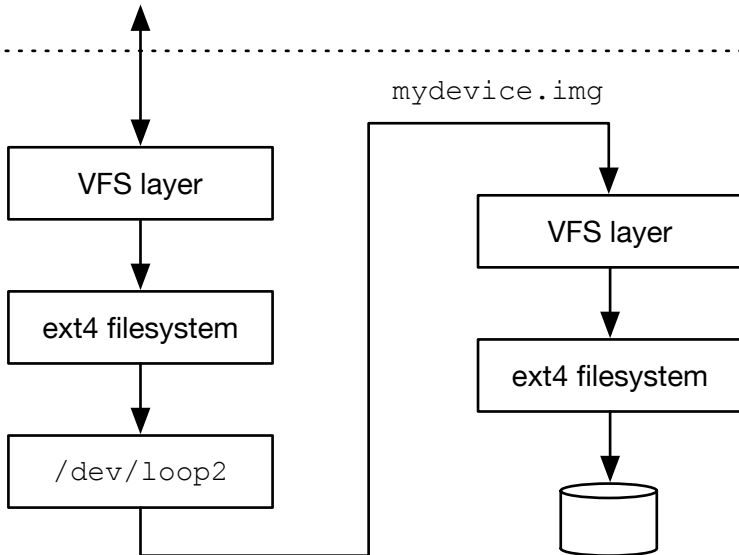 mydevice.img
VFS layer
ext4 filesystem
/dev/loop2
VFS layer
ext4 filesystem